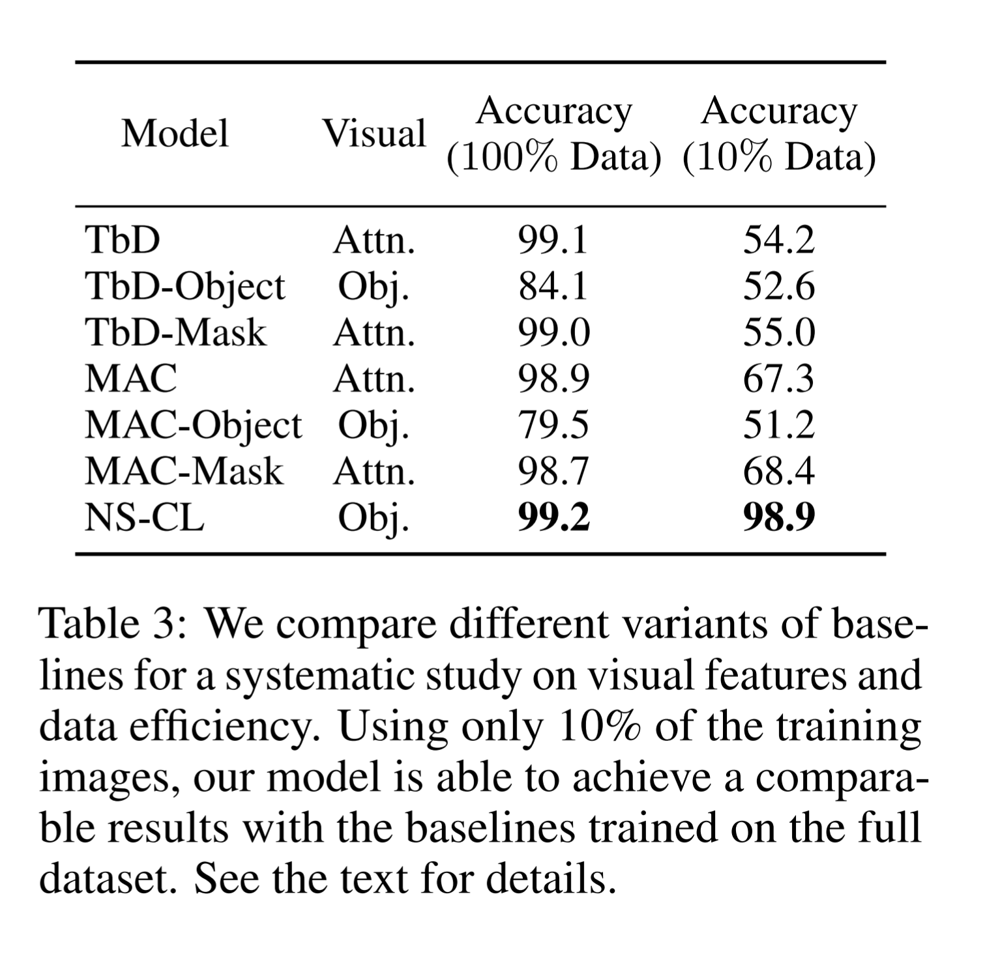 Model Visual Accuracy (100% Data) Accuracy (10% Data)
TbD Attn. 99.1 54.2
TbD-Object Obj. 84.1 52.6
TbD-Mask Attn. 99.0 55.0
MAC Attn. 98.9 67.3
MAC-Object Obj. 79.5 51.2
MAC-Mask Attn. 98.7 68.4
NS-CL Obj. 99.2 98.9
Table 3: We compare different variants of base-
lines for a systematic study on visual features and
data efficiency. Using only 10% of the training
images, our model is able to achieve a compara-
ble results with the baselines trained on the full
dataset. See the text for details.